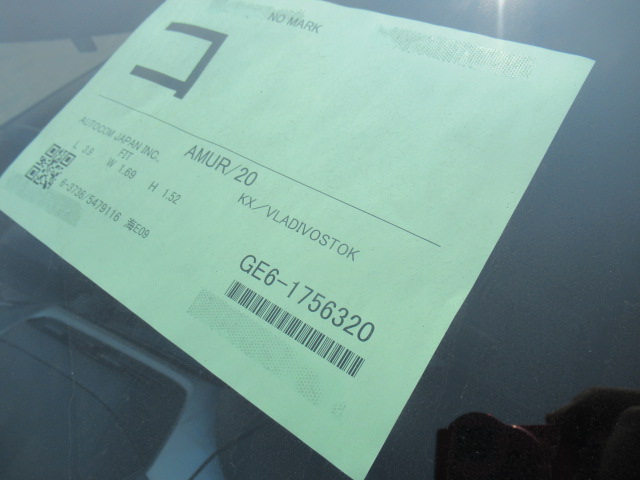 NO MARK
コ
AUTOCOM JAPAN INC.
FIT
L 3.9 W 1.69 H 1.52
AMUR/20
KX/VLADIVOSTOK
6-3736/5479116 海E09
GE6-1756320